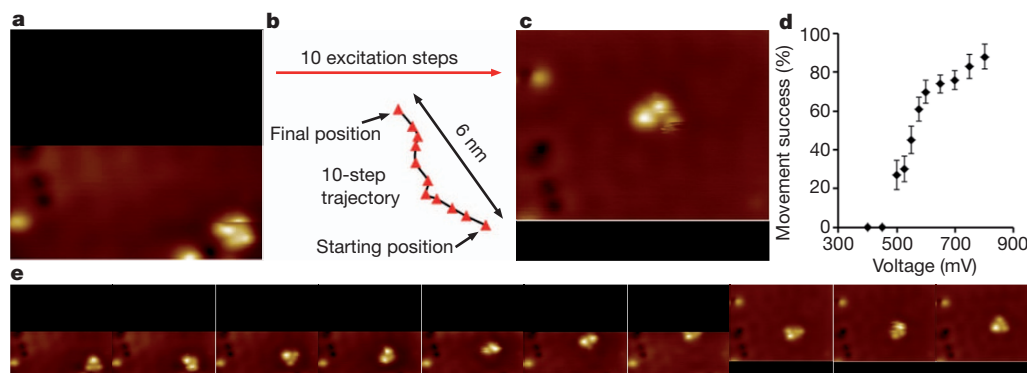 a
b
10 excitation steps
Final position
6 nm
10-step
trajectory
Starting position
c
d
Movement success (%)
100
80
60
40
20
0
300
500
700
900
Voltage (mV)
e